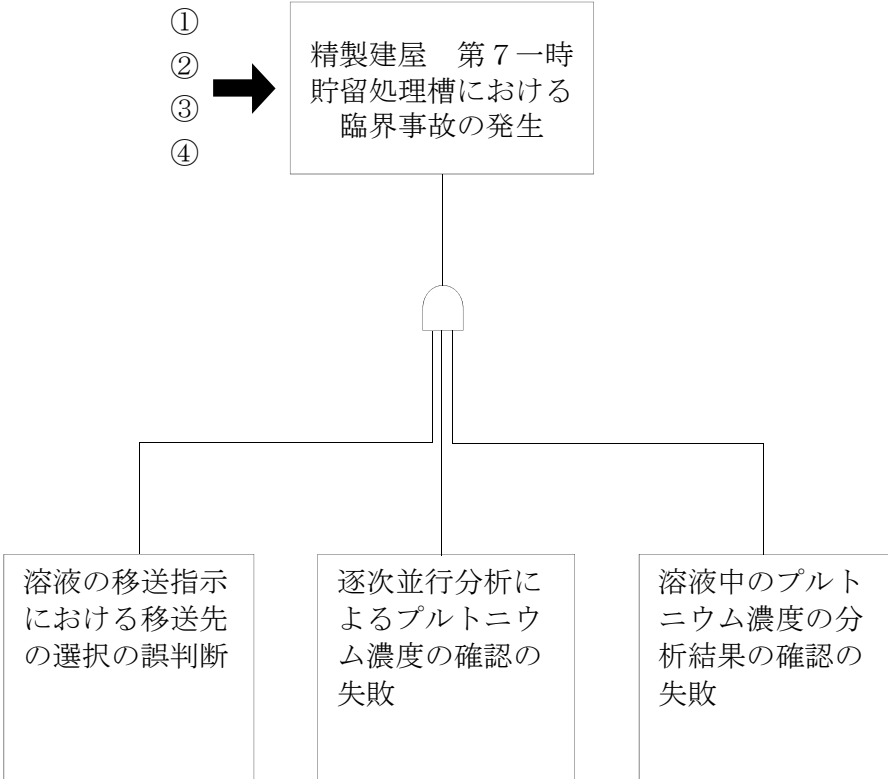 ①
②
③
④
精製建屋　第７一時
貯留処理槽における
臨界事故の発生
溶液の移送指示
における移送先
の選択の誤判断
逐次並行分析に
よるプルトニウ
ム濃度の確認の
失敗
溶液中のプルト
ニウム濃度の分
析結果の確認の
失敗